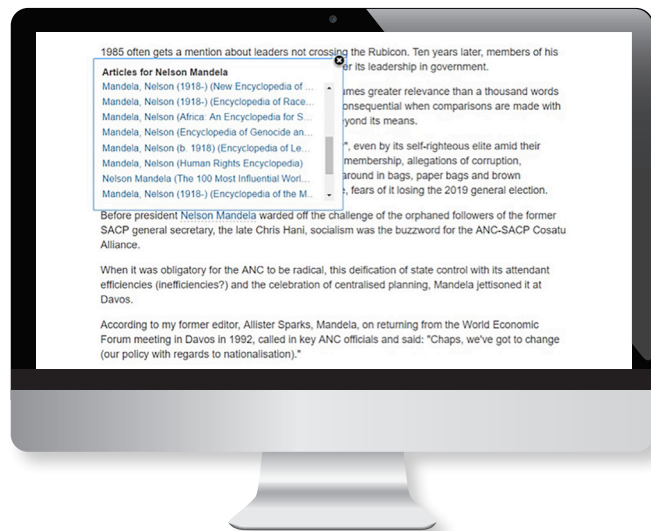 1985 often gets a mention about leaders not crossing the Rubicon. Ten years later, members of his
er its leadership in government.
Articles for Nelson Mandela
Mandela, Nelson (1918-) (New Encyclopedia of ...
Mandela, Nelson (1918-) (Encyclopedia of Race...
Mandela, Nelson (Africa: An Encyclopedia for S...
Mandela, Nelson (Encyclopedia of Genocide an...
Mandela, Nelson (b. 1918) (Encyclopedia of Le...
Mandela, Nelson (Human Rights Encyclopedia)
Nelson Mandela (The 100 Most Influential Worl...
Mandela, Nelson (1918-) (Encyclopedia of the M..
umes greater relevance than a thousand words
onsequential when comparisons are made with
yond its means.
", even by its self-righteous elite amid their
membership, allegations of corruption,
around in bags, paper bags and brown
, fears of it losing the 2019 general election.
Before president Nelson Mandela warded off the challenge of the orphaned followers of the former
SACP general secretary, the late Chris Hani, socialism was the buzzword for the ANC-SACP Cosatu
Alliance.
When it was obligatory for the ANC to be radical, this deification of state control with its attendant
efficiencies (inefficiencies?) and the celebration of centralised planning, Mandela jettisoned it at
Davos.
According to my former editor, Allister Sparks, Mandela, on returning from the World Economic
Forum meeting in Davos in 1992, called in key ANC officials and said: "Chaps, we've got to change
(our policy with regards to nationalisation)."